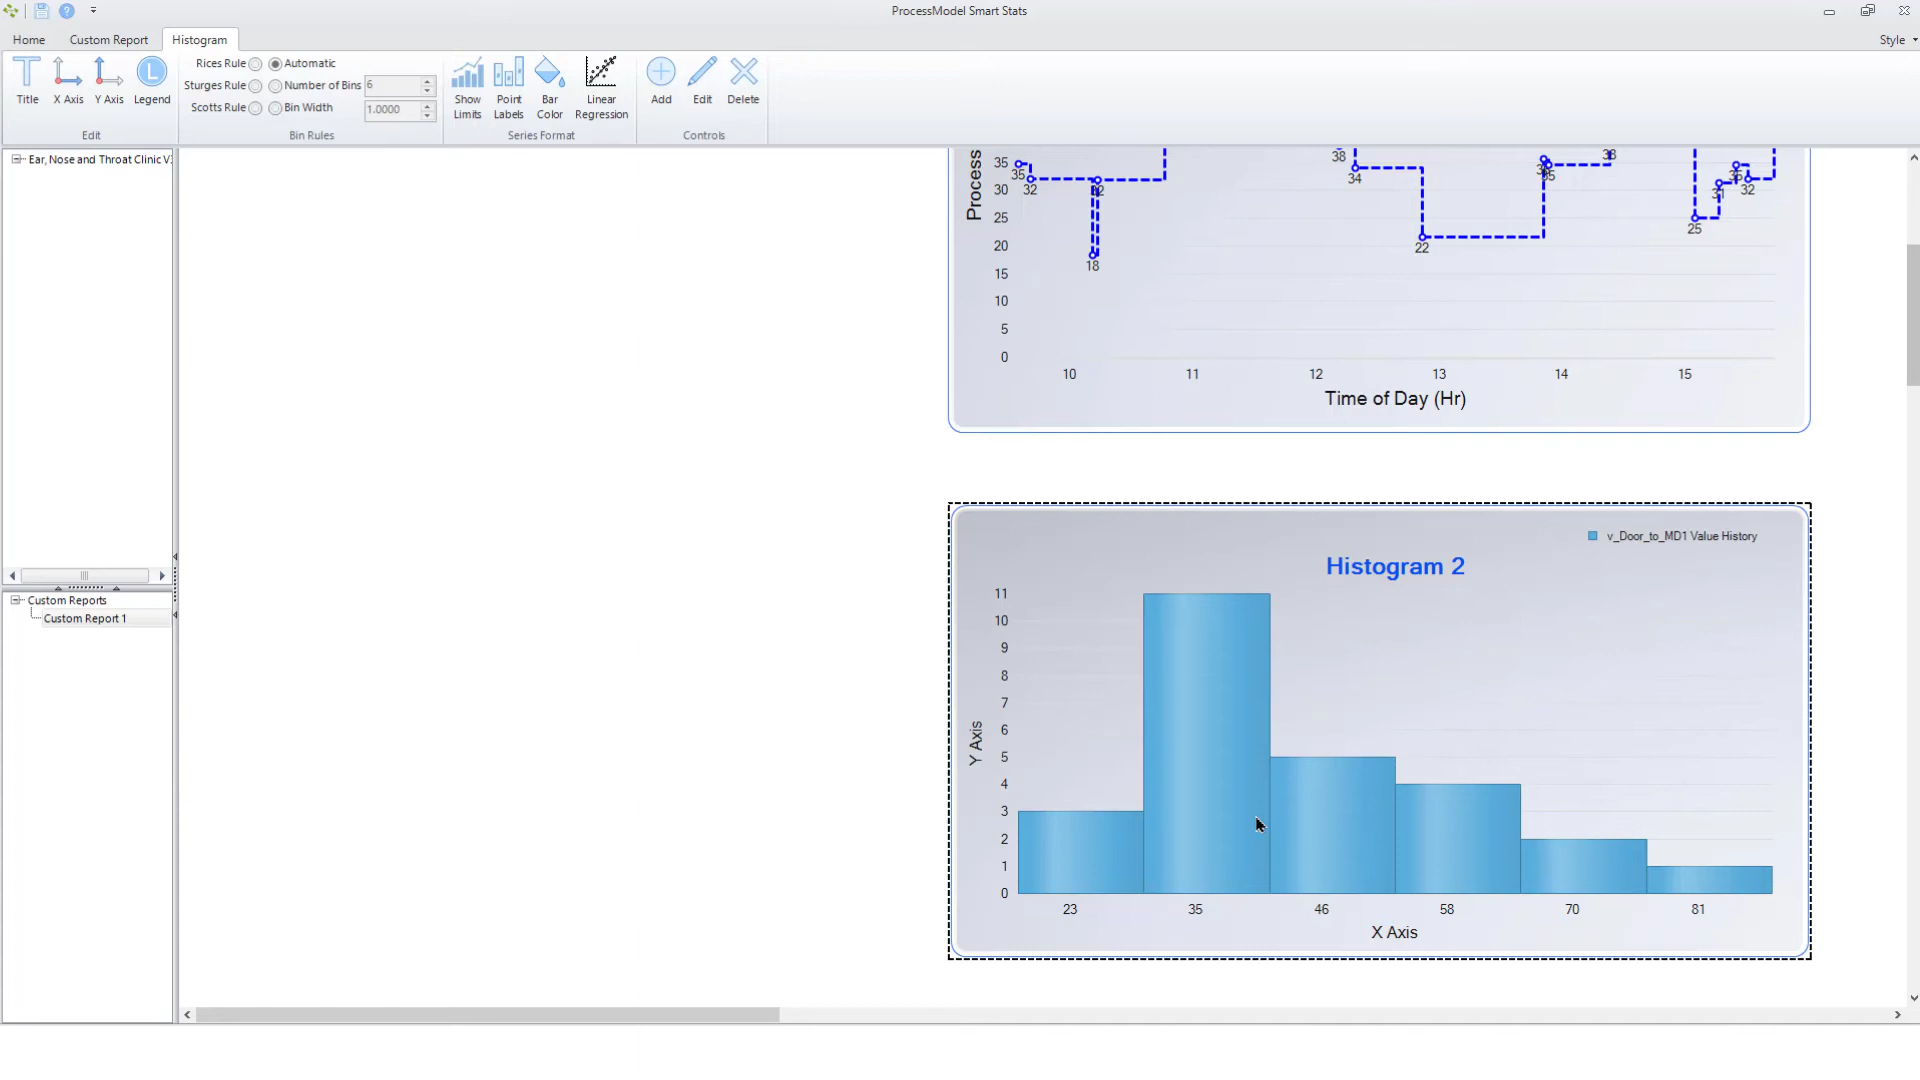 ProcessModel Smart Stats
Home Custom Report Histogram Style
Rices Rule Automatic
Sturges Rule Number of Bins 6
Scotts Rule Bin Width 1.0000
Title X Axis Y Axis Legend
Show Limits
Point Labels
Bar Color
Linear Regression
Add Edit Delete
Edit Bin Rules Series Format Controls
Ear, Nose and Throat Clinic V
Custom Reports
Custom Report 1
Process
35
30
25
20
15
10
5
0
35 32 18 38 34 22 35 33 25 31 32
10 11 12 13 14 15
Time of Day (Hr)
v_Door_to_MD1 Value History
Histogram 2
Y Axis
11
10
9
8
7
6
5
4
3
2
1
0
23 35 46 58 70 81
X Axis